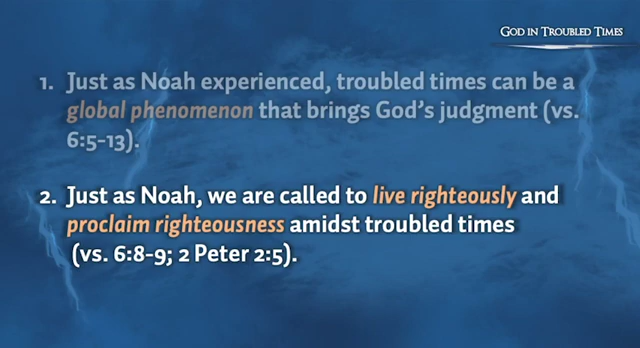 GOD IN TROUBLED TIMES
1. Just as Noah experienced, troubled times can be a
global phenomenon that brings God's judgment (vs.
6:5-13).
2. Just as Noah, we are called to live righteously and
proclaim righteousness amidst troubled times
(vs. 6:8-9; 2 Peter 2:5).